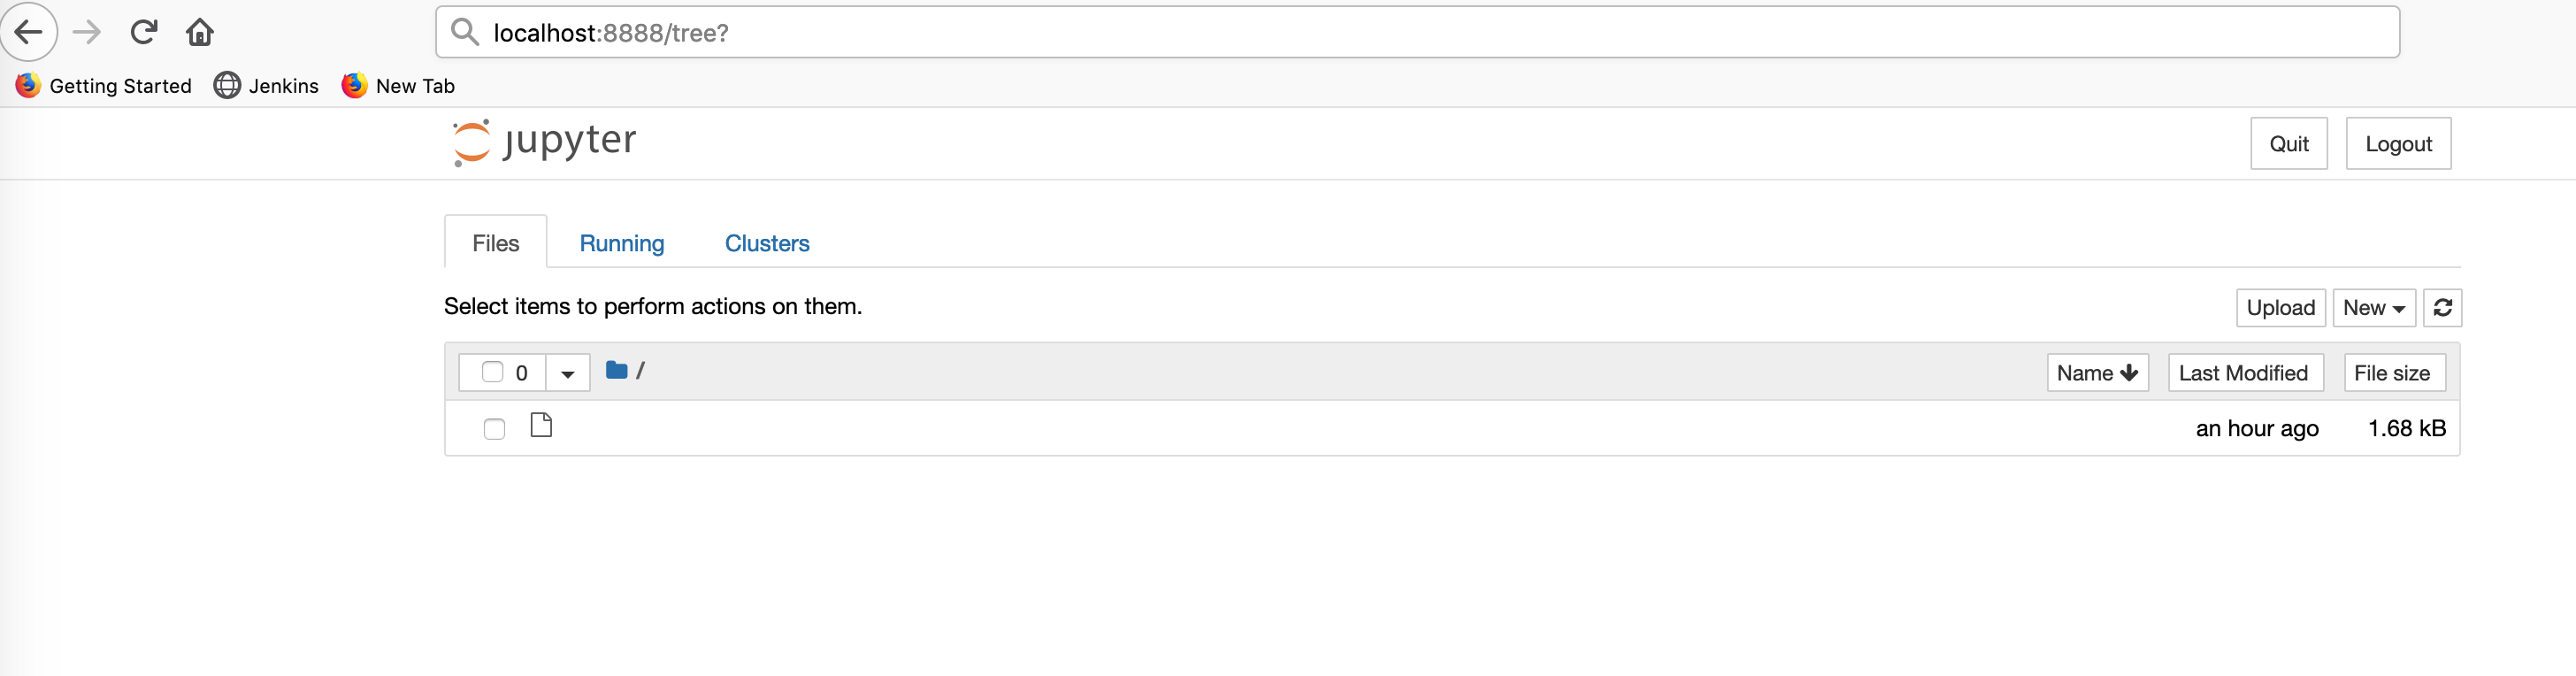 localhost:8888/tree?
Getting Started Jenkins New Tab
jupyter Quit Logout
Files Running Clusters
Select items to perform actions on them. Upload New
0 / Name Last Modified File size
an hour ago 1.68 kB